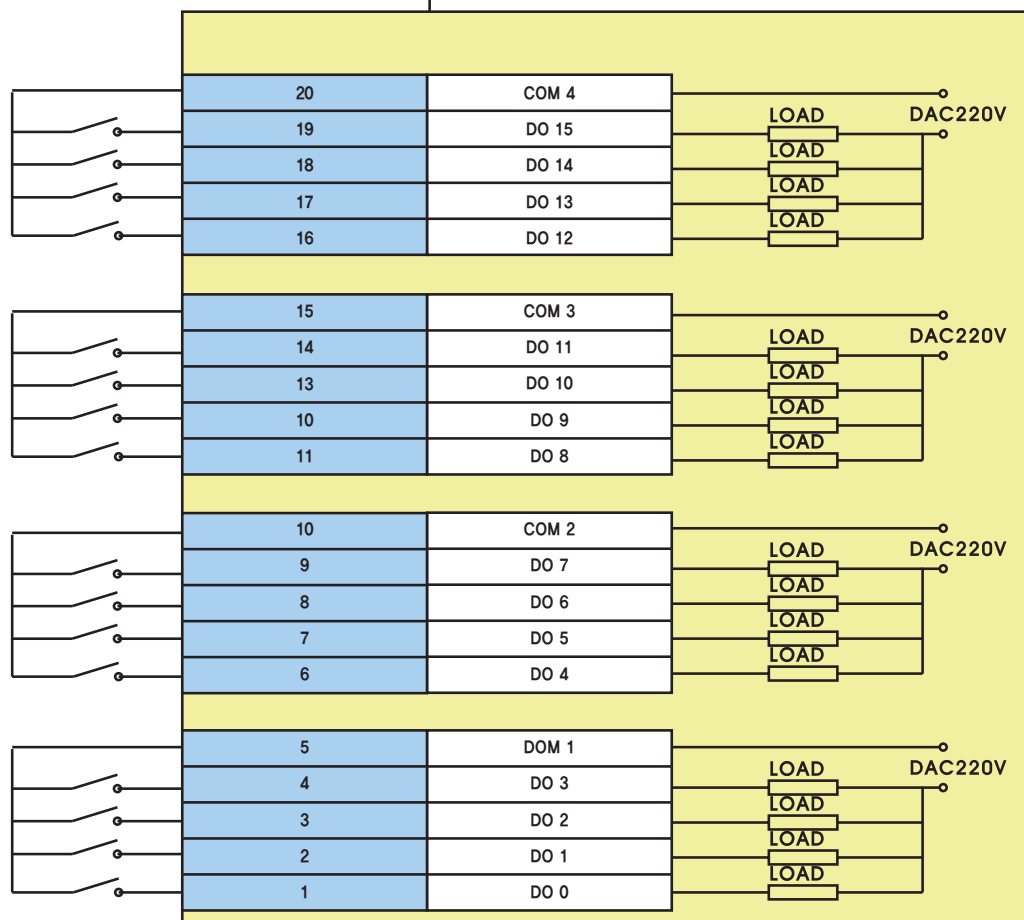 20 COM 4
LOAD DAC220V
19 DO 15
LOAD
18 DO 14
LOAD
17 DO 13
LOAD
16 DO 12
15 COM 3
LOAD DAC220V
14 DO 11
LOAD
13 DO 10
LOAD
10 DO 9
LOAD
11 DO 8
10 COM 2
LOAD DAC220V
9 DO 7
LOAD
8 DO 6
LOAD
7 DO 5
LOAD
6 DO 4
5 DOM 1
LOAD DAC220V
4 DO 3
LOAD
3 DO 2
LOAD
2 DO 1
LOAD
1 DO 0